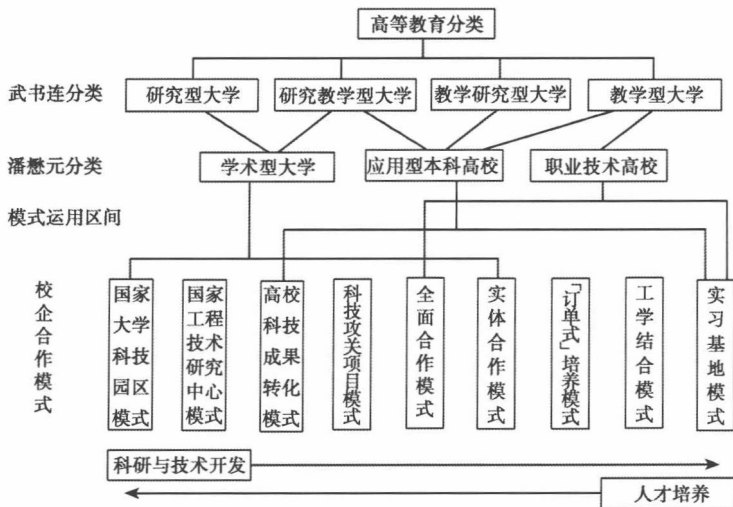 高等教育分类
武书连分类
研究型大学
研究教学型大学
教学研究型大学
教学型大学
潘懋元分类
学术型大学
应用型本科高校
职业技术高校
模式运用区间
校企合作模式
国家
大学
科技
园区
模式
国家
工程
技术
研究
中心
模式
高校
科技
成果
转化
模式
科技攻关项目模式
全面合作模式
实体合作模式
「订单式」培养模式
工学结合模式
实习基地模式
科研与技术开发
人才培养